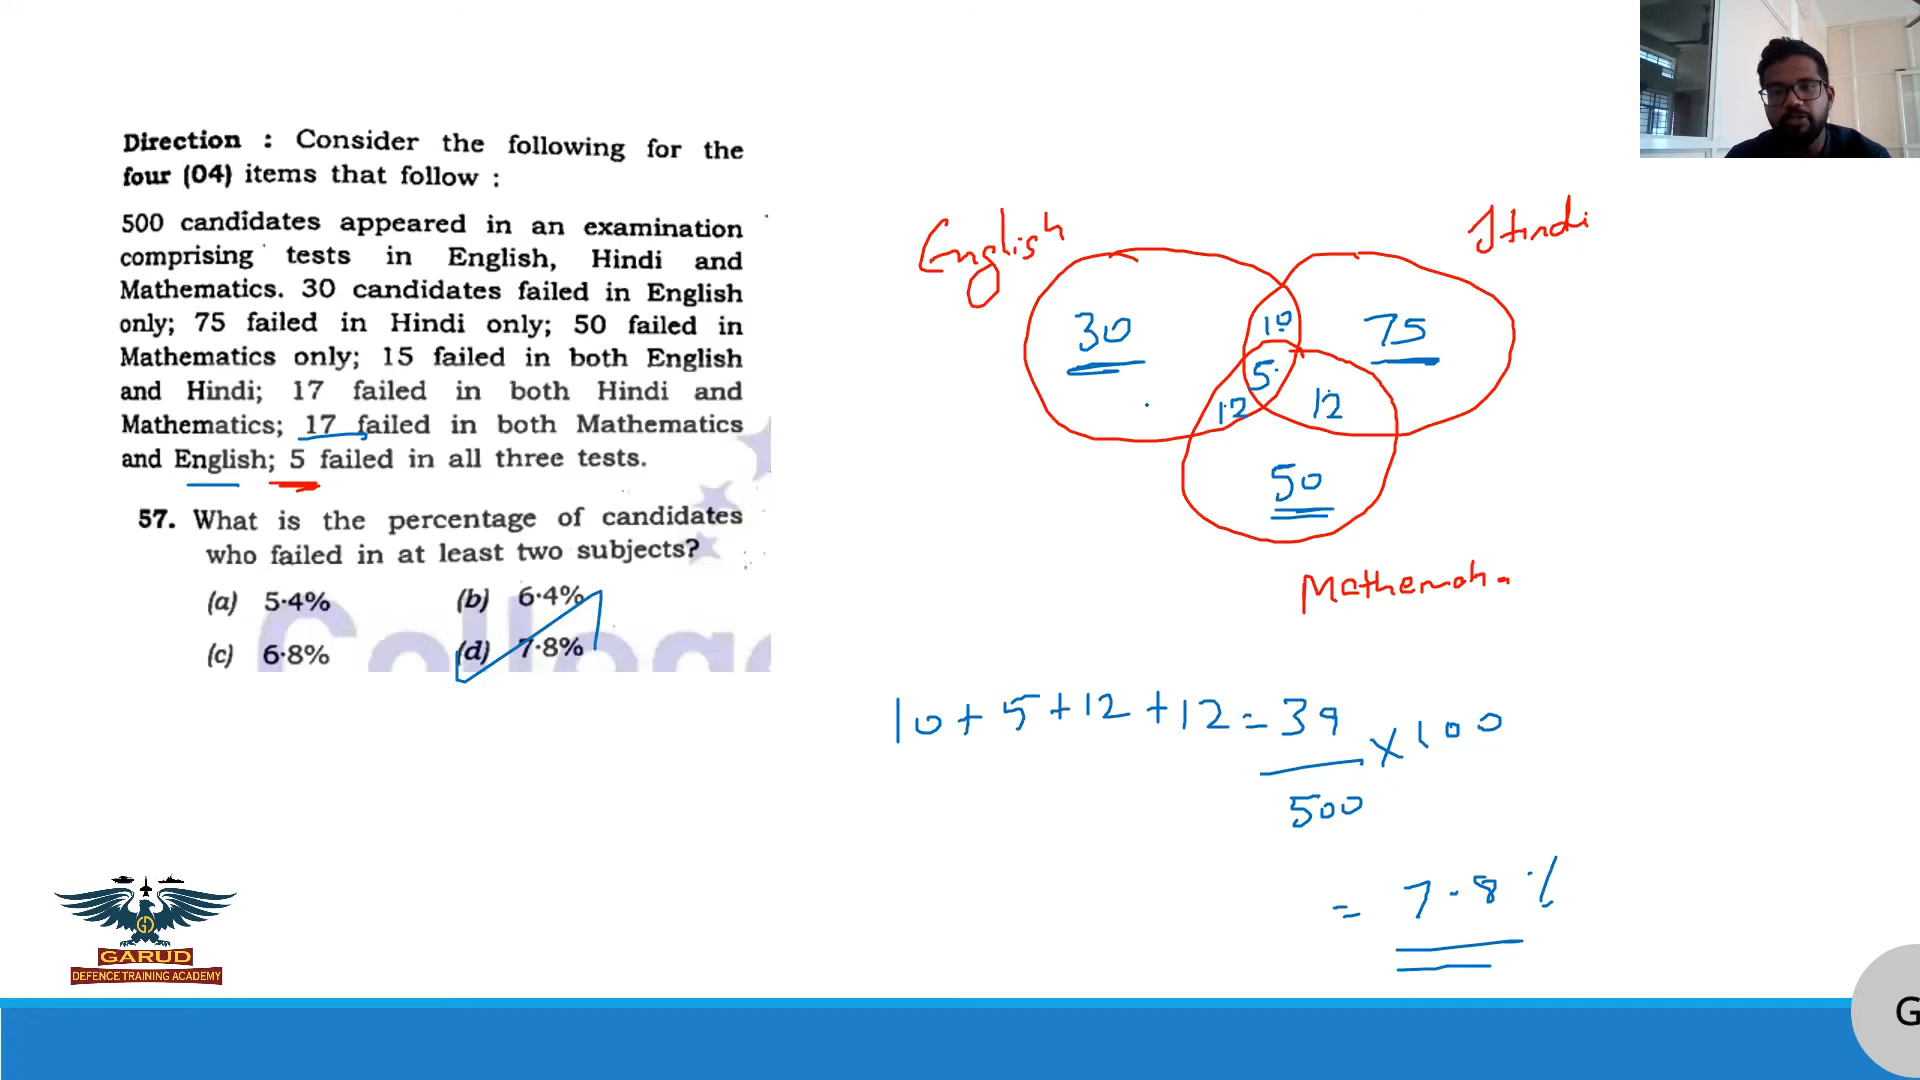 Direction : Consider the following for the
four (04) items that follow :
500 candidates appeared in an examination
comprising tests in English, Hindi and
Mathematics. 30 candidates failed in English
only; 75 failed in Hindi only; 50 failed in
Mathematics only; 15 failed in both English
and Hindi; 17 failed in both Hindi and
Mathematics; 17 failed in both Mathematics
and English; 5 failed in all three tests.
57. What is the percentage of candidates
who failed in at least two subjects?
(a) 5·4% (b) 6·4%
(c) 6·8% (d) 7·8%
English
Hindi
30
10
75
5
12
12
50
10 + 5 + 12 + 12 = 39
500
× 100
= 7.8 %
GD
GARUD
DEFENCE TRAINING ACADEMY
G